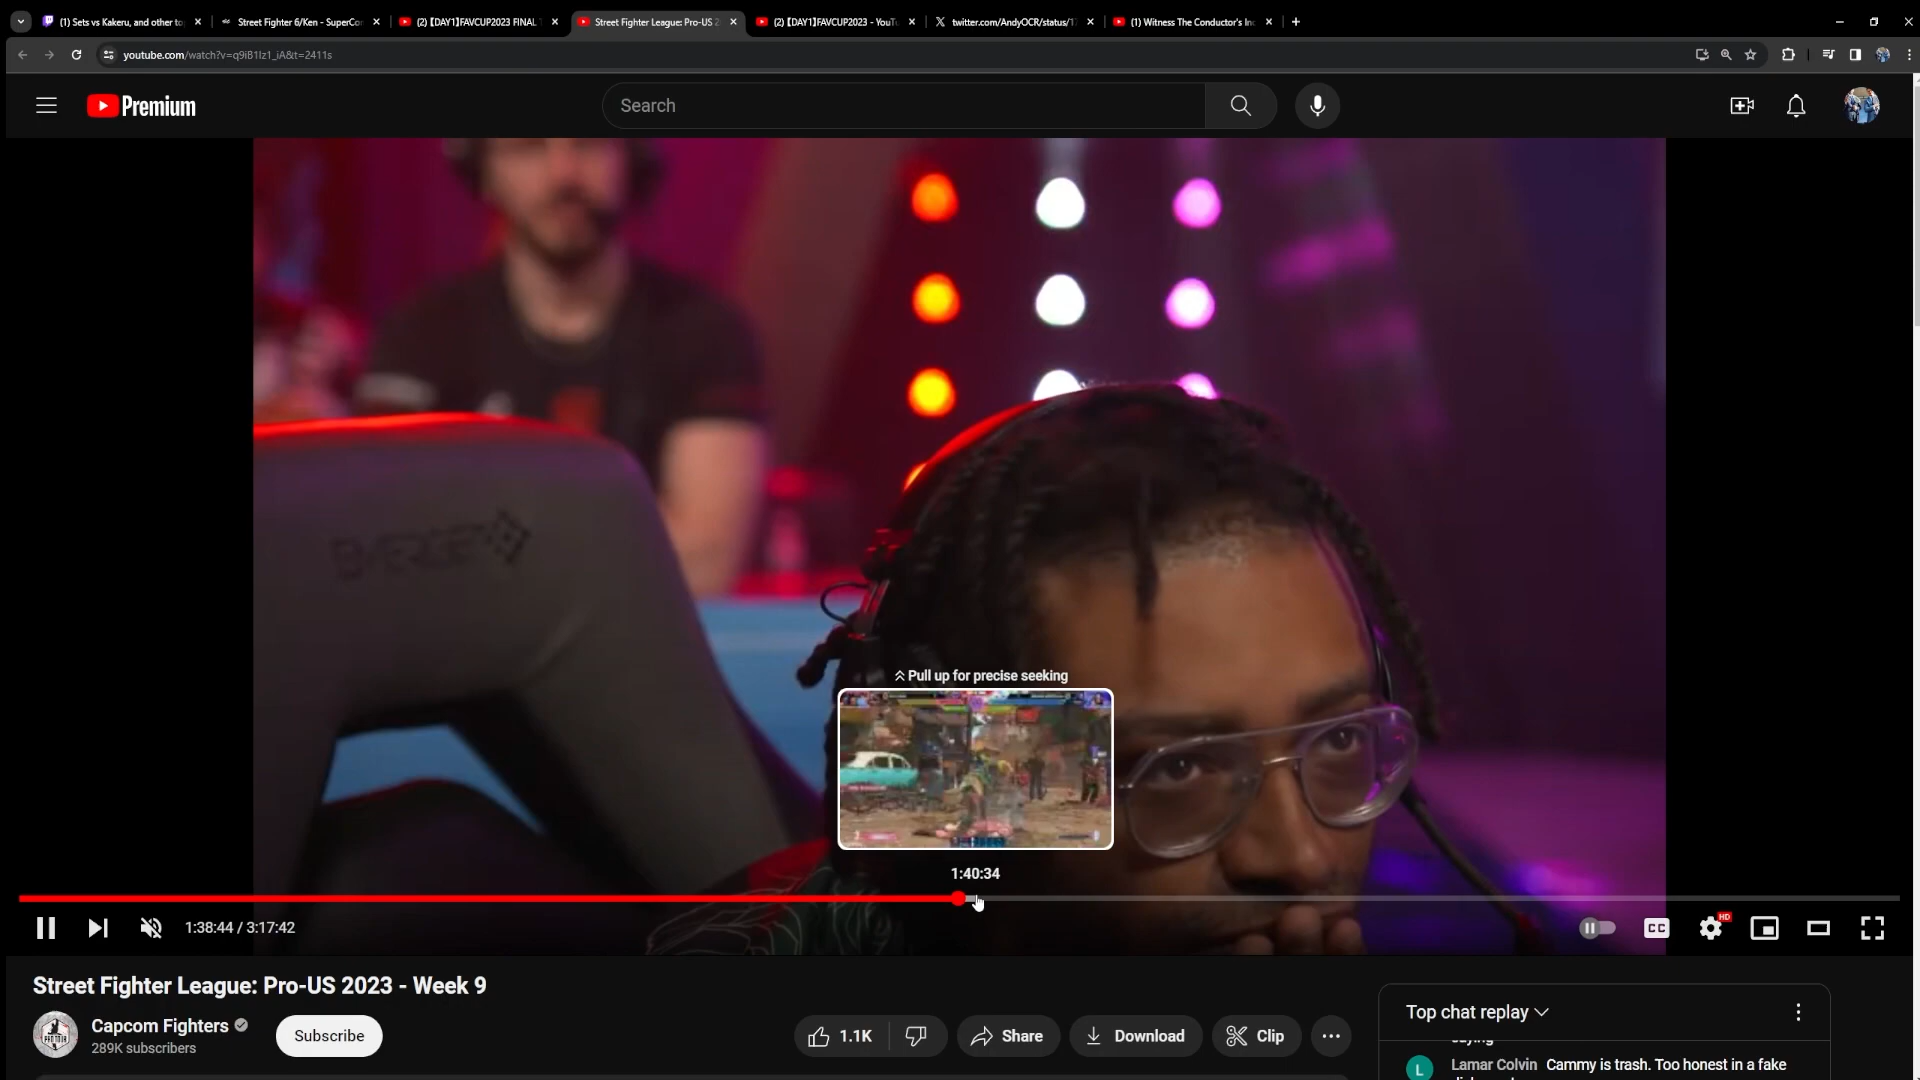 (1) Sets vs Kakeru, and other to
Street Fighter 6/Ken - SuperCo
(2)【DAY1】FAVCUP2023 FINAL
Street Fighter League: Pro-US 2
(2)【DAY1】FAVCUP2023 - YouTu
twitter.com/AndyOCR/status/1
(1) Witness The Conductor's In
youtube.com/watch?v=q9iB1Iz1_iA&t=2411s
Premium
Search
Pull up for precise seeking
1:40:34
1:38:44 / 3:17:42
CC
HD
Street Fighter League: Pro-US 2023 - Week 9
Capcom Fighters
289K subscribers
Subscribe
1.1K
Share
Download
Clip
Top chat replay
saying
L
Lamar Colvin Cammy is trash. Too honest in a fake